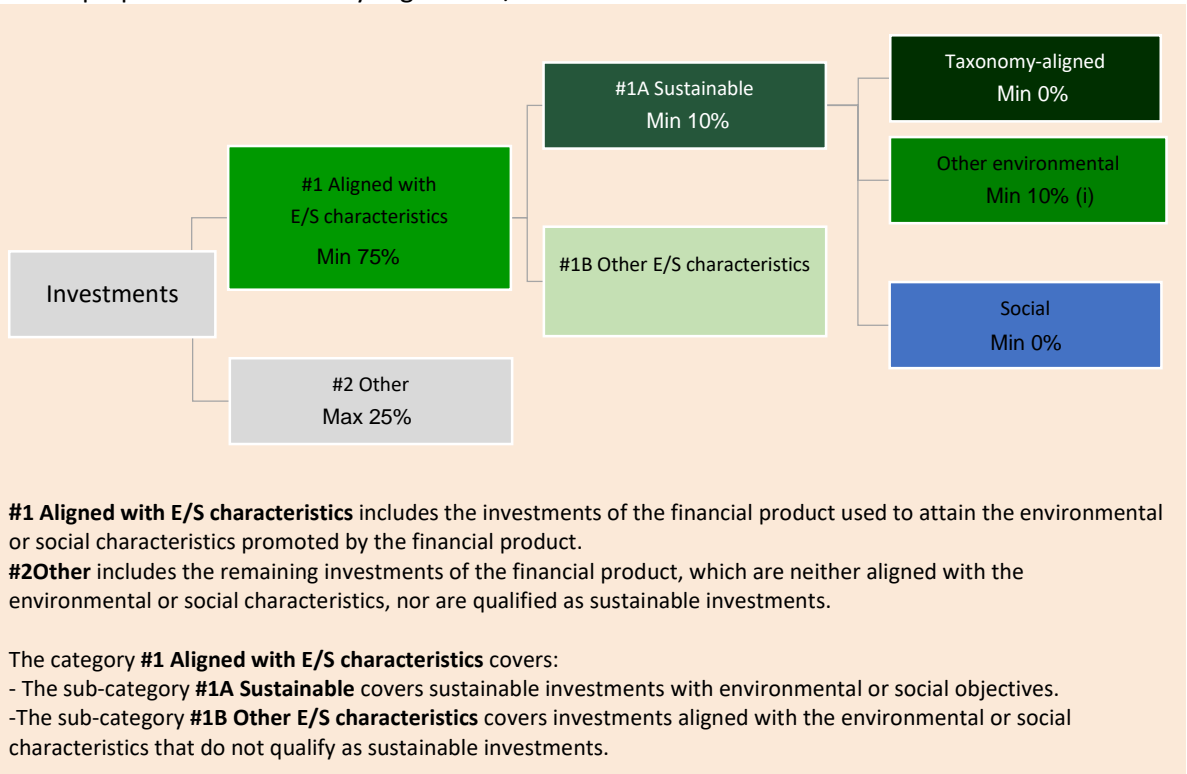 Taxonomy-aligned
Min 0%
#1A Sustainable
Min 10%
Other environmental
Min 10% (i)
#1 Aligned with
E/S characteristics
Min 75%
#1B Other E/S characteristics
Investments
Social
Min 0%
#2 Other
Max 25%
#1 Aligned with E/S characteristics includes the investments of the financial product used to attain the environmental
or social characteristics promoted by the financial product.
#2Other includes the remaining investments of the financial product, which are neither aligned with the
environmental or social characteristics, nor are qualified as sustainable investments.
The category #1 Aligned with E/S characteristics covers:
- The sub-category #1A Sustainable covers sustainable investments with environmental or social objectives.
-The sub-category #1B Other E/S characteristics covers investments aligned with the environmental or social
characteristics that do not qualify as sustainable investments.